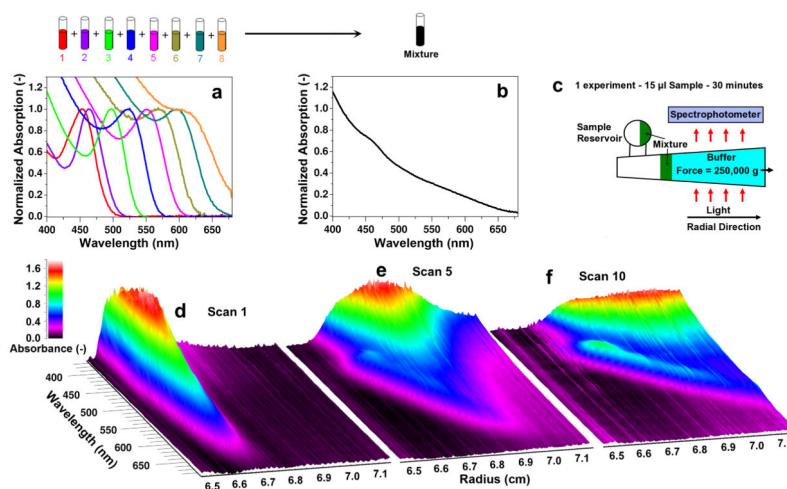 + + + + + + +
1 2 3 4 5 6 7 8
Mixture
a
Normalized Absorption (-)
1.2
1.0
0.8
0.6
0.4
0.2
0.0
400 450 500 550 600 650
Wavelength (nm)
b
Normalized Absorption (-)
1.2
1.0
0.8
0.6
0.4
0.2
0.0
400 450 500 550 600 650
Wavelength (nm)
c
1 experiment - 15 µl Sample - 30 minutes
Spectrophotometer
Sample
Reservoir
Mixture
Buffer
Force = 250,000 g
Light
Radial Direction
1.6
1.2
0.8
0.4
0.0
Absorbance (-)
d
Scan 1
e
Scan 5
f
Scan 10
400
450
500
550
600
650
Wavelength (nm)
6.5 6.6 6.7 6.8 6.9 7.0 7.1
6.5 6.6 6.7 6.8 6.9 7.0 7.1
6.5 6.6 6.7 6.8 6.9 7.0 7.1
Radius (cm)